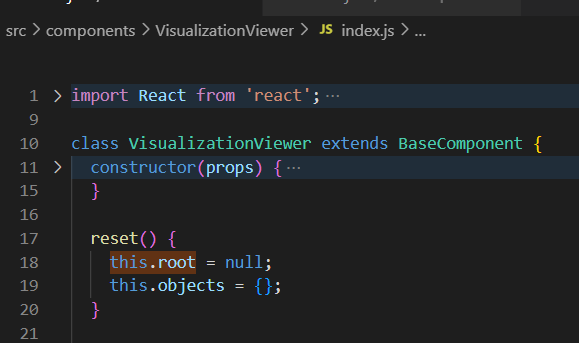 src > components > VisualizationViewer > JS index.js > ...
1 > import React from 'react'; ...
9
10 class VisualizationViewer extends BaseComponent {
11 > constructor(props) { ...
15 }
16
17 reset() {
18 this.root = null;
19 this.objects = {};
20 }
21